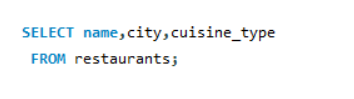 SELECT name,city,cuisine_type
FROM restaurants;